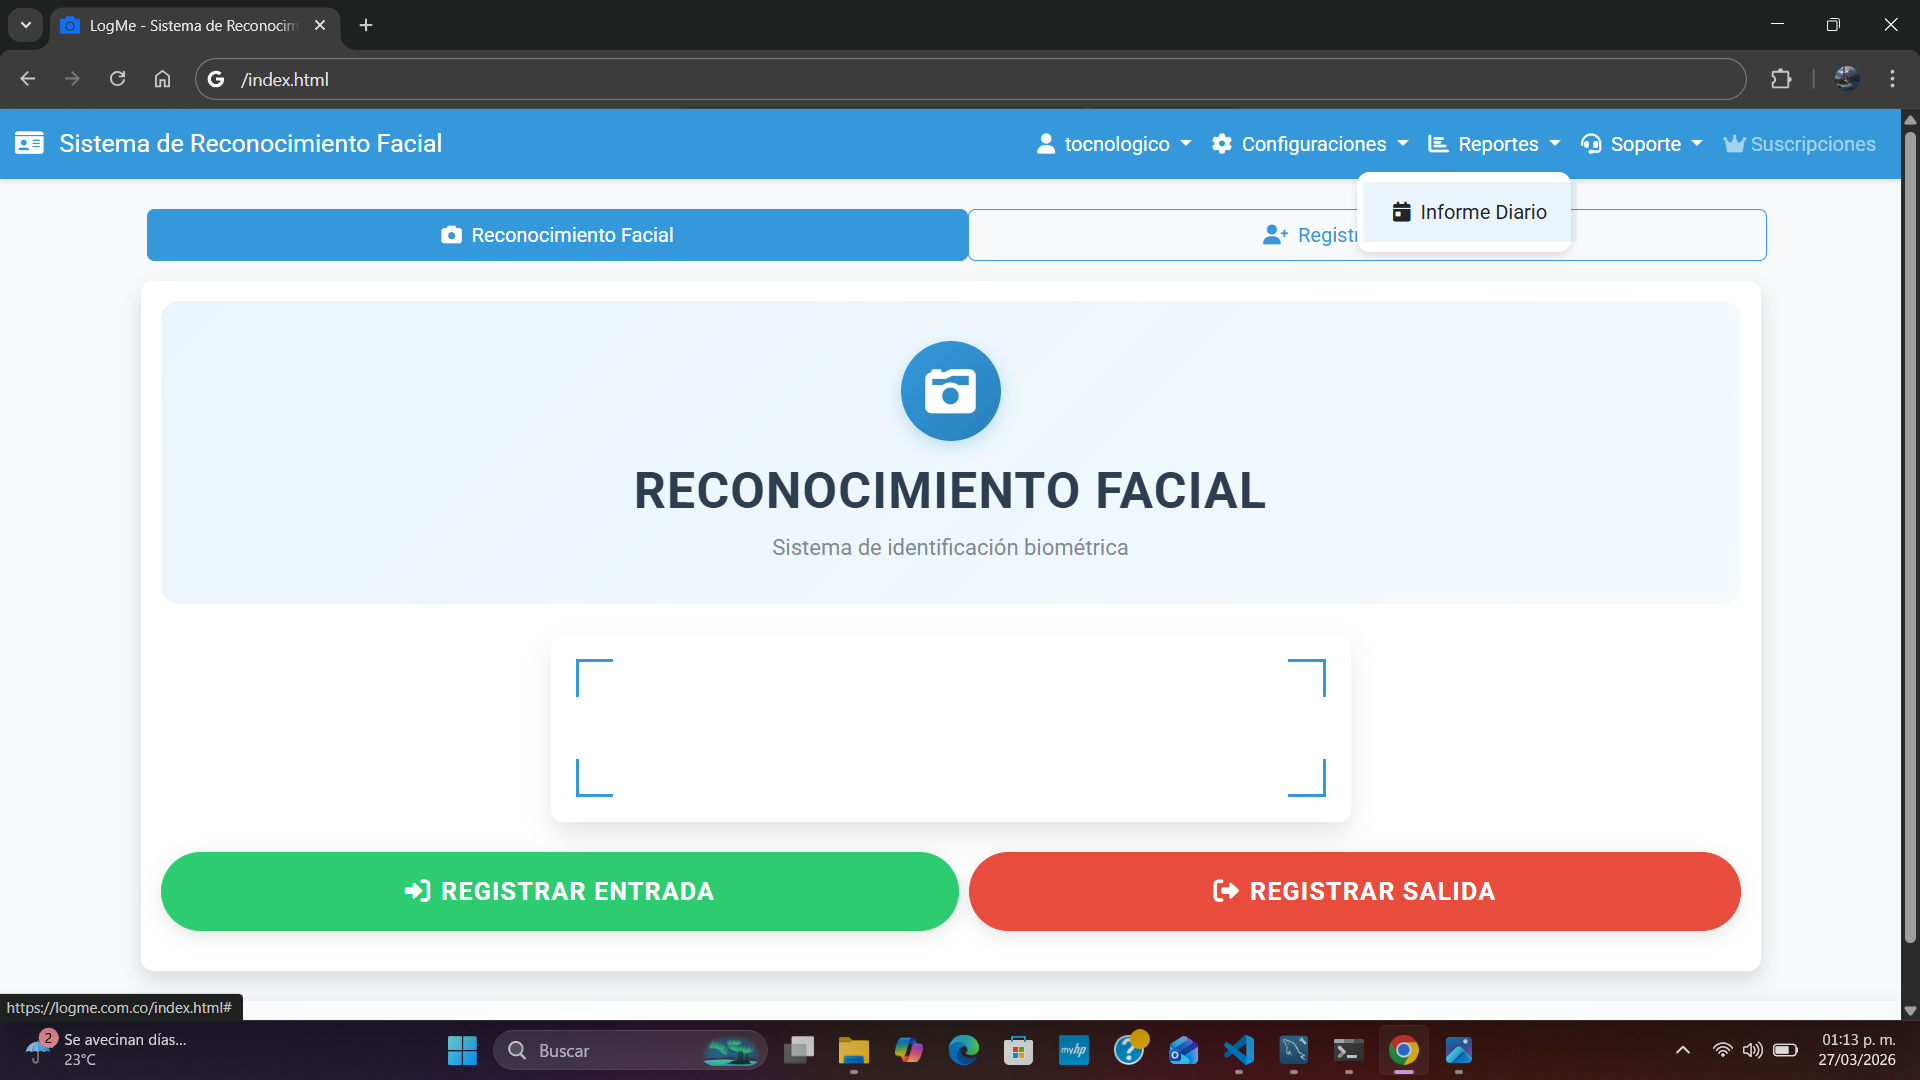 LogMe - Sistema de Reconocim
/index.html
Sistema de Reconocimiento Facial
tocnologico
Configuraciones
Reportes
Soporte
Suscripciones
Informe Diario
Reconocimiento Facial
Registr
RECONOCIMIENTO FACIAL
Sistema de identificación biométrica
REGISTRAR ENTRADA
REGISTRAR SALIDA
https://logme.com.co/index.html#
2
Se avecinan días...
23°C
Buscar
myhp
01:13 p. m.
27/03/2026